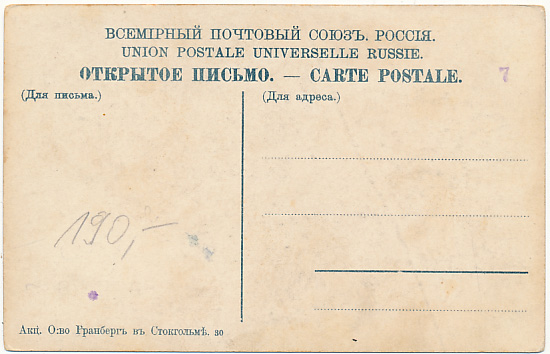 ВСЕМІРНЫЙ ПОЧТОВЫЙ СОЮЗЪ. РОССІЯ.
UNION POSTALE UNIVERSELLE RUSSIE.
ОТКРЫТОЕ ПИСЬМО. — CARTE POSTALE.
7
(Для письма.)
(Для адреса.)
190,-
Акц. О:во Гранбергъ въ Стокгольмѣ. 30